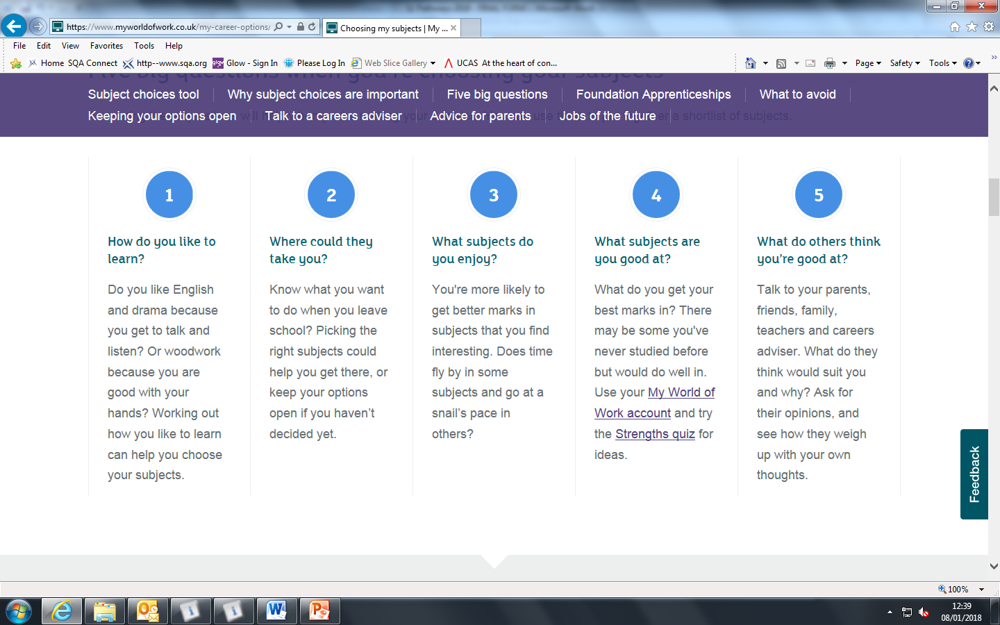 https://www.myworldofwork.co.uk/my-career-options/
Choosing my subjects | My ...
File Edit View Favorites Tools Help
Home SQA Connect http--www.sqa.org Glow - Sign In Please Log In Web Slice Gallery UCAS At the heart of con... Page Safety Tools
Five big questions when you're choosing your subjects
Subject choices tool Why subject choices are important Five big questions Foundation Apprenticeships What to avoid
Keeping your options open Talk to a careers adviser Advice for parents Jobs of the future
a shortlist of subjects.
1 2 3 4 5
How do you like to
learn?
Do you like English
and drama because
you get to talk and
listen? Or woodwork
because you are
good with your
hands? Working out
how you like to learn
can help you choose
your subjects.
Where could they
take you?
Know what you want
to do when you leave
school? Picking the
right subjects could
help you get there, or
keep your options
open if you haven’t
decided yet.
What subjects do
you enjoy?
You're more likely to
get better marks in
subjects that you find
interesting. Does time
fly by in some
subjects and go at a
snail’s pace in
others?
What subjects are
you good at?
What do you get your
best marks in? There
may be some you've
never studied before
but would do well in.
Use your My World of
Work account and try
the Strengths quiz for
ideas.
What do others think
you’re good at?
Talk to your parents,
friends, family,
teachers and careers
adviser. What do they
think would suit you
and why? Ask for
their opinions, and
see how they weigh
up with your own
thoughts.
Feedback
100%
12:39
08/01/2018